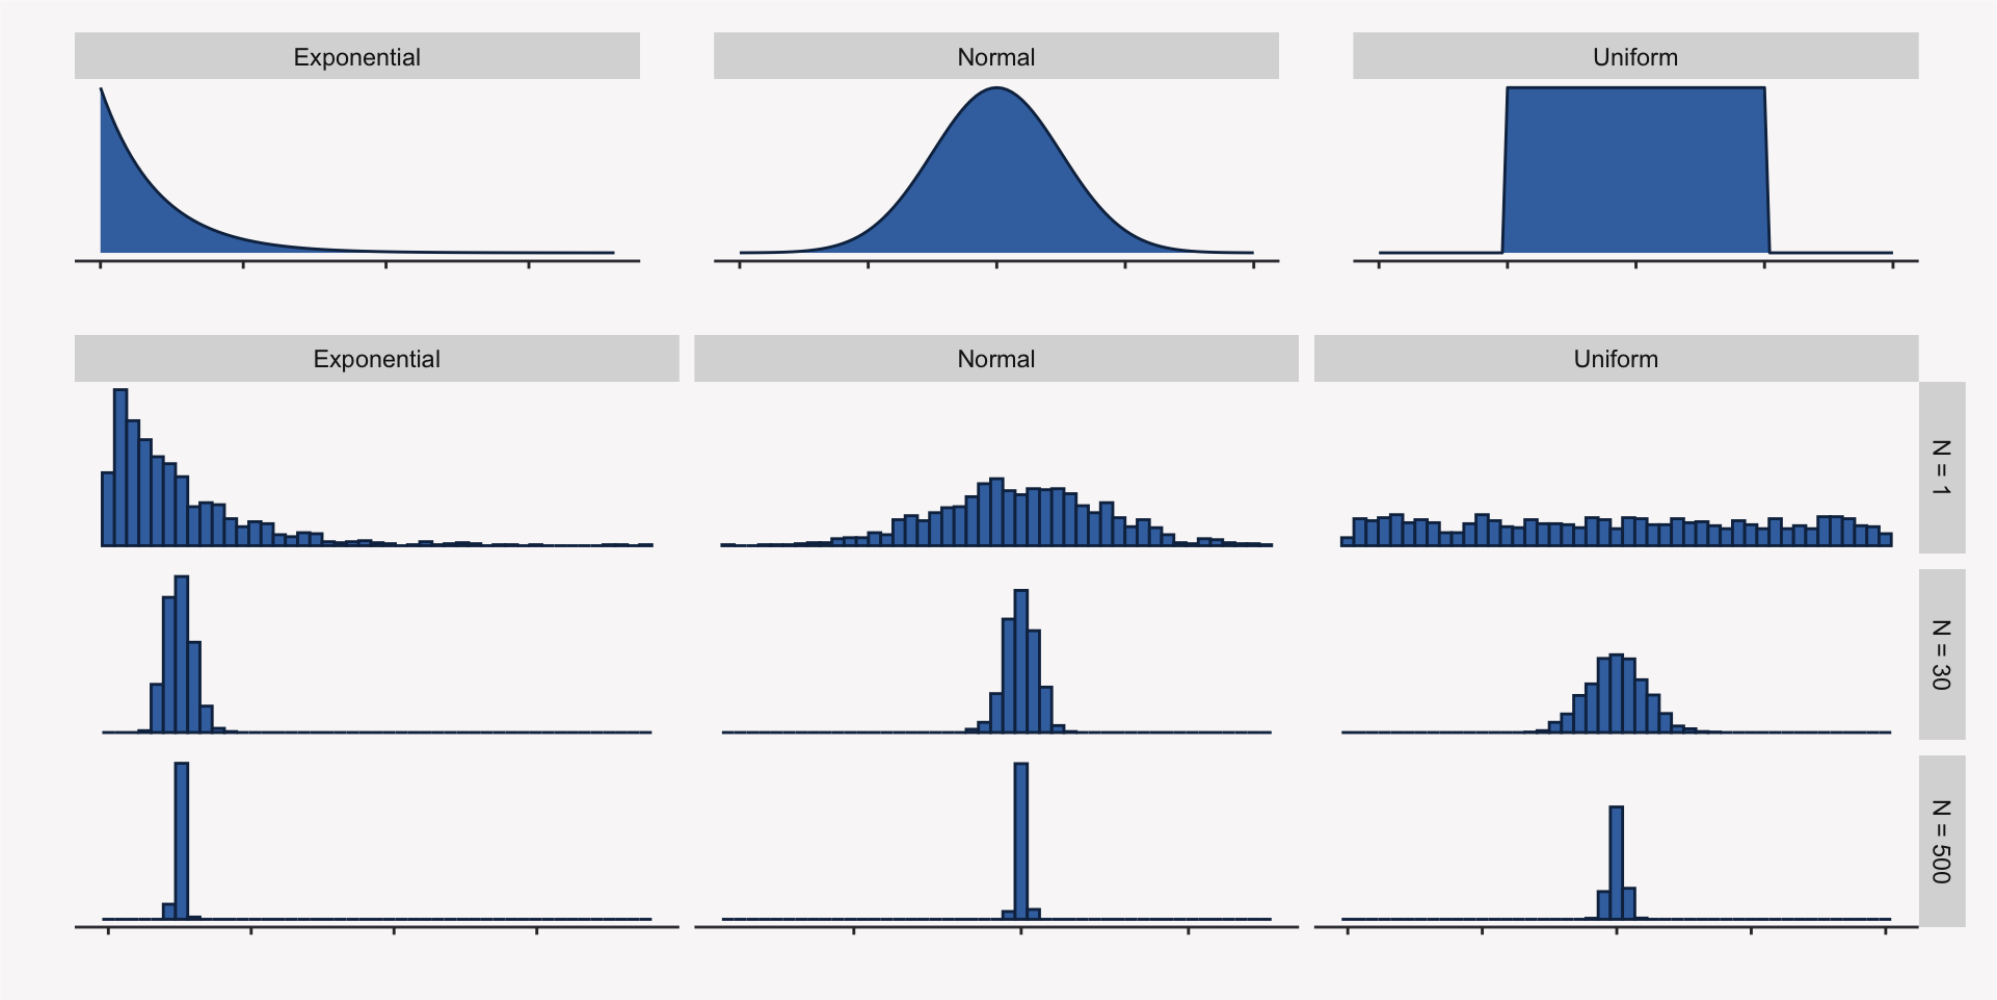 Exponential
Normal
Uniform
Exponential
Normal
Uniform
N = 1
N = 30
N = 500